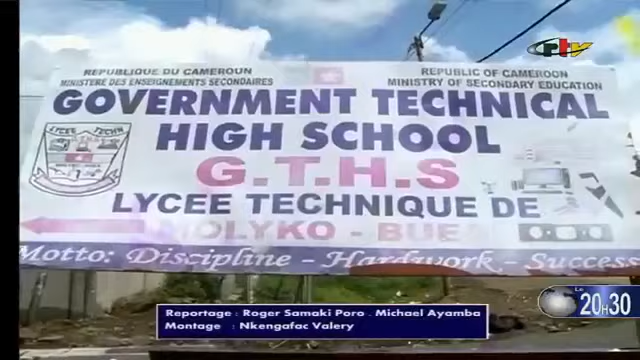 crtv
REPUBLIQUE DU CAMEROUN
MINISTERE DES ENSEIGNEMENTS SECONDAIRES
REPUBLIC OF CAMEROON
MINISTRY OF SECONDARY EDUCATION
GOVERNMENT TECHNICAL
HIGH SCHOOL
G.T.H.S
LYCEE TECHN
LYCEE TECHNIQUE DE
MOLYKO - BUEA
Motto: Discipline - Hardwork - Success
Le 20H30
Reportage : Roger Samaki Poro . Michael Ayamba
Montage : Nkengafac Valery